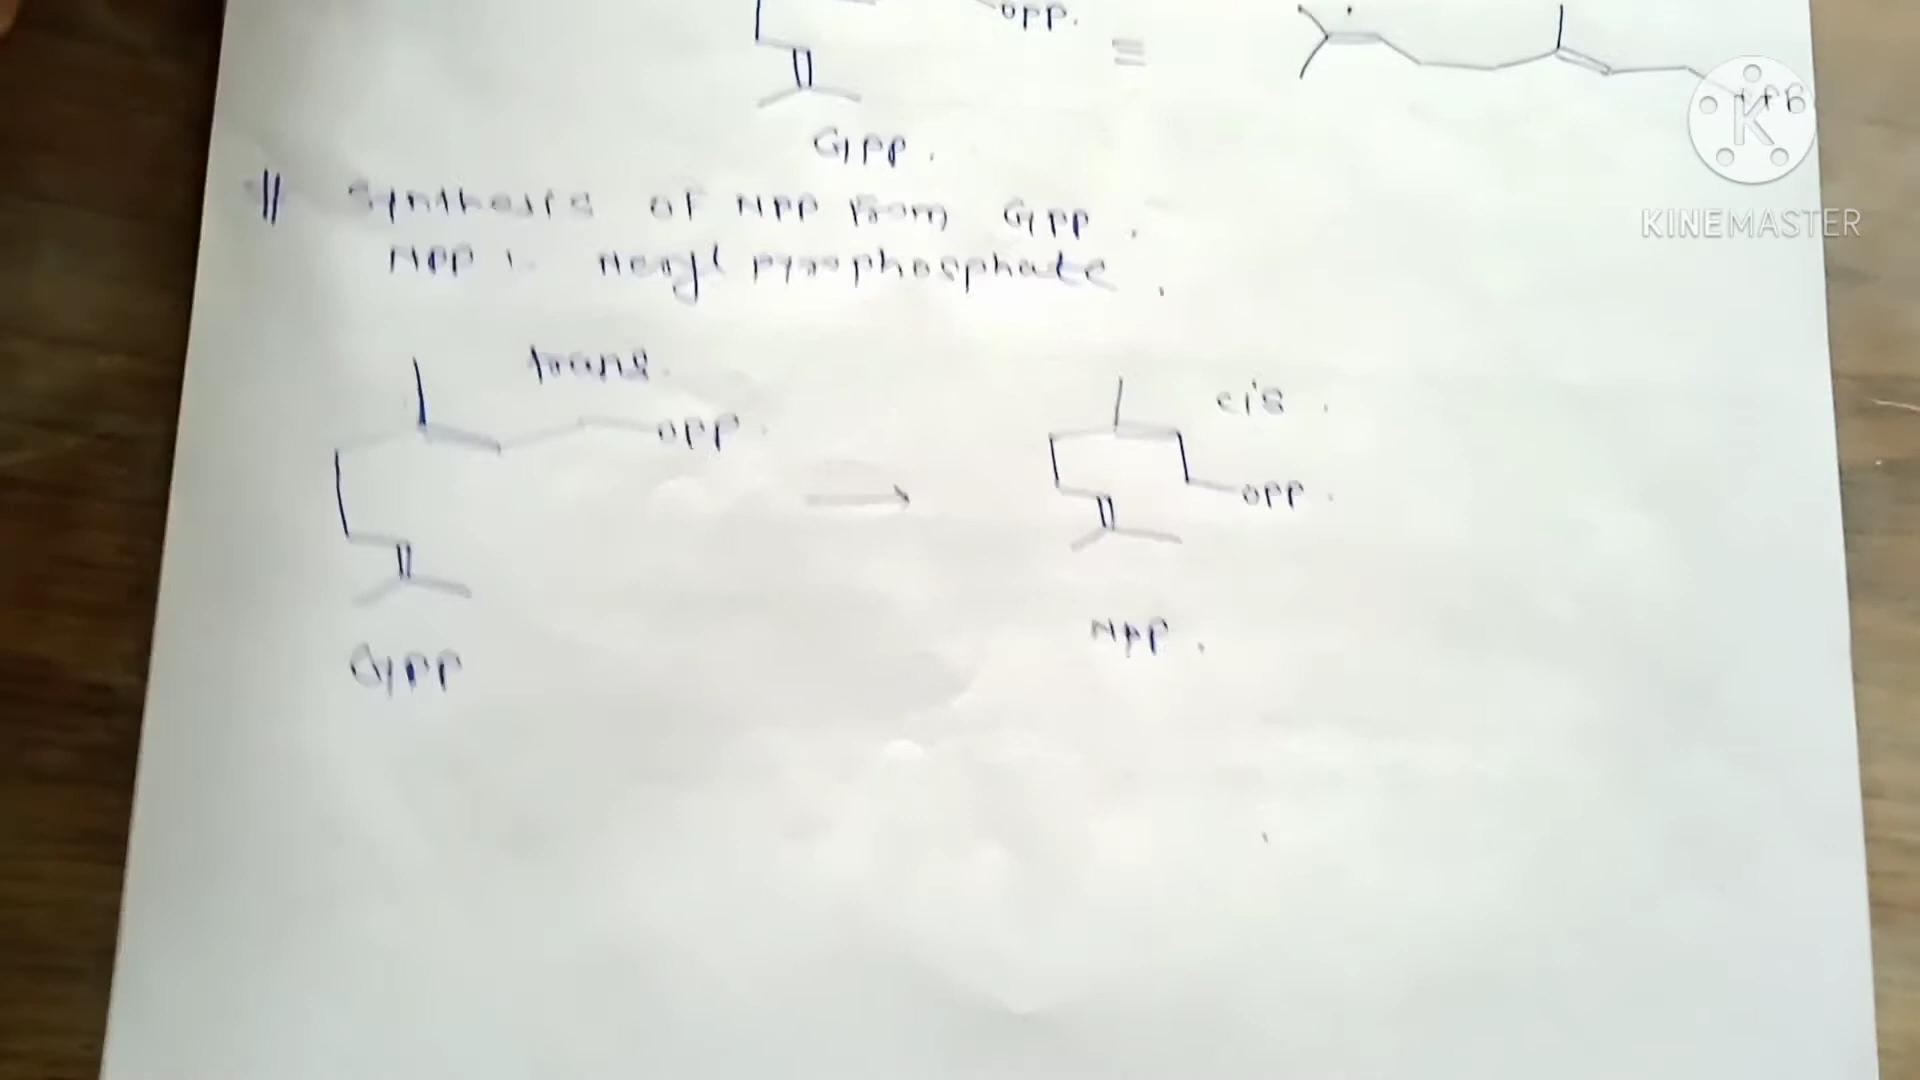 OPP.
≡
GPP.
OPP
KINEMASTER
|| Synthesis of NPP from GPP.
NPP : Neryl pyrophosphate.
trans.
cis.
OPP.
→
OPP.
NPP.
GPP